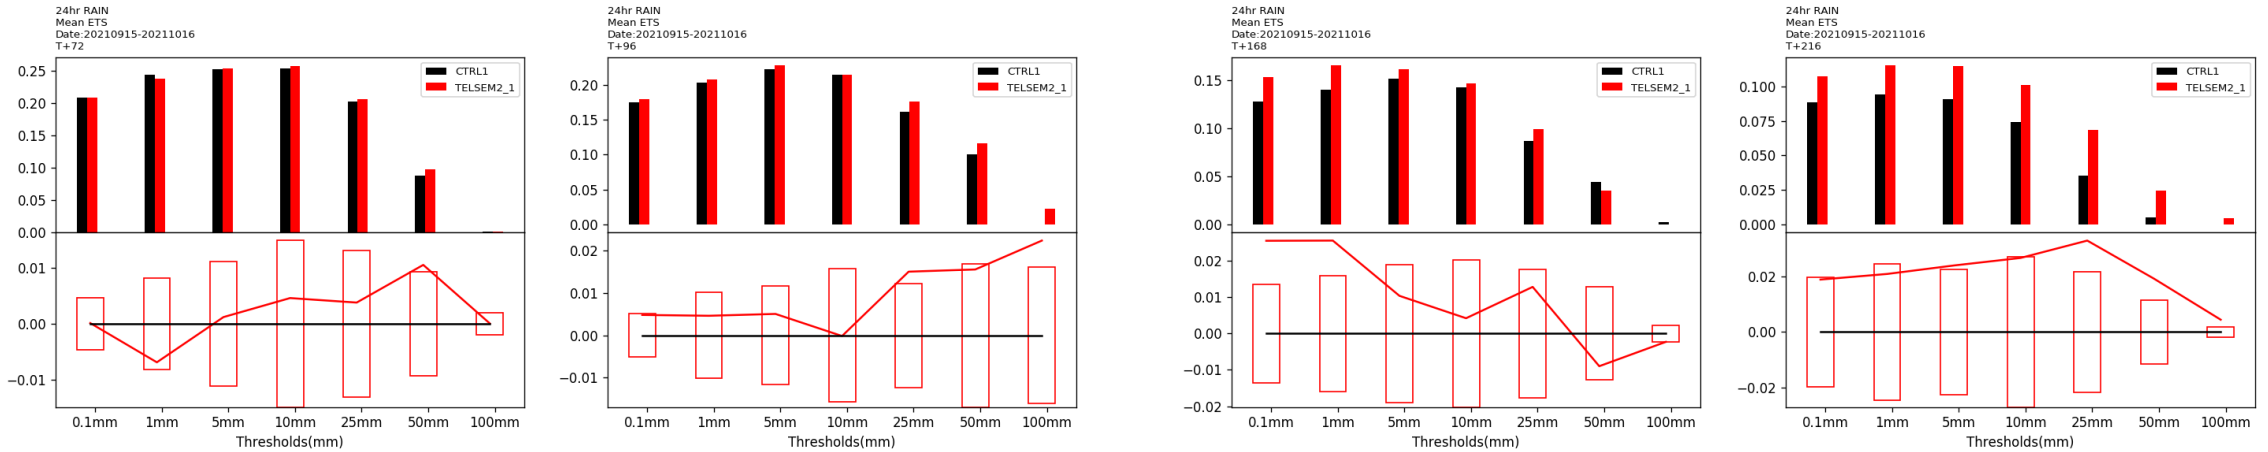 24hr RAIN
Mean ETS
Date:20210915-20211016
T+72
CTRL1
TELSEM2_1
0.25
0.20
0.15
0.10
0.05
0.00
0.01
0.00
−0.01
0.1mm 1mm 5mm 10mm 25mm 50mm 100mm
Thresholds(mm)
24hr RAIN
Mean ETS
Date:20210915-20211016
T+96
CTRL1
TELSEM2_1
0.20
0.15
0.10
0.05
0.00
0.02
0.01
0.00
−0.01
0.1mm 1mm 5mm 10mm 25mm 50mm 100mm
Thresholds(mm)
24hr RAIN
Mean ETS
Date:20210915-20211016
T+168
CTRL1
TELSEM2_1
0.15
0.10
0.05
0.00
0.02
0.01
0.00
−0.01
−0.02
0.1mm 1mm 5mm 10mm 25mm 50mm 100mm
Thresholds(mm)
24hr RAIN
Mean ETS
Date:20210915-20211016
T+216
CTRL1
TELSEM2_1
0.100
0.075
0.050
0.025
0.000
0.02
0.00
−0.02
0.1mm 1mm 5mm 10mm 25mm 50mm 100mm
Thresholds(mm)